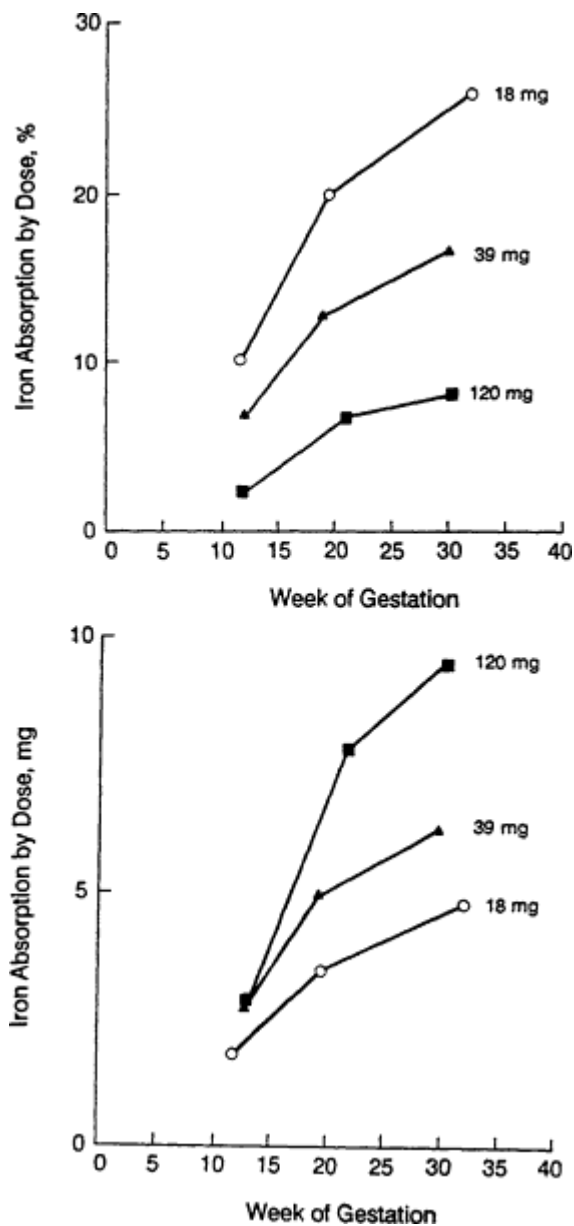 Iron Absorption by Dose, %
30
20
10
0
18 mg
39 mg
120 mg
0 5 10 15 20 25 30 35 40
Week of Gestation
Iron Absorption by Dose, mg
10
5
0
120 mg
39 mg
18 mg
0 5 10 15 20 25 30 35 40
Week of Gestation